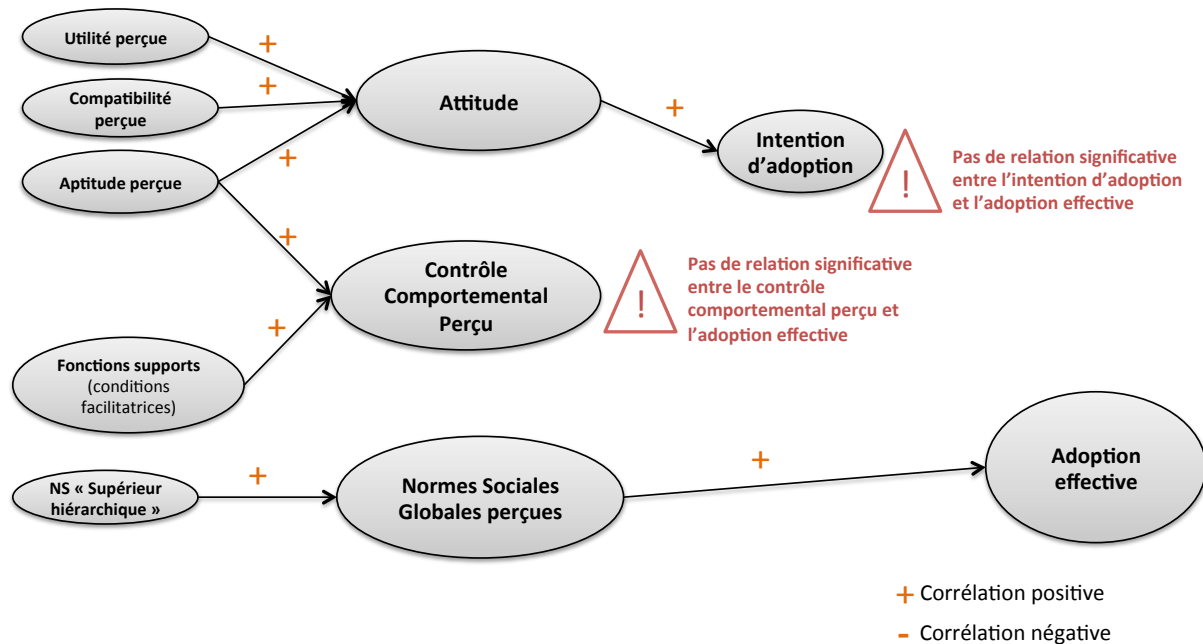 Utilité perçue
+
Compatibilité
perçue
+
Attitude
+
Intention
d'adoption
!
Pas de relation significative
entre l'intention d'adoption
et l'adoption effective
Aptitude perçue
+
+
Contrôle
Comportemental
Perçu
!
Pas de relation significative
entre le contrôle
comportemental perçu et
l'adoption effective
+
Fonctions supports
(conditions
facilitatrices)
NS « Supérieur
hiérarchique »
+
Normes Sociales
Globales perçues
+
Adoption
effective
+ Corrélation positive
- Corrélation négative